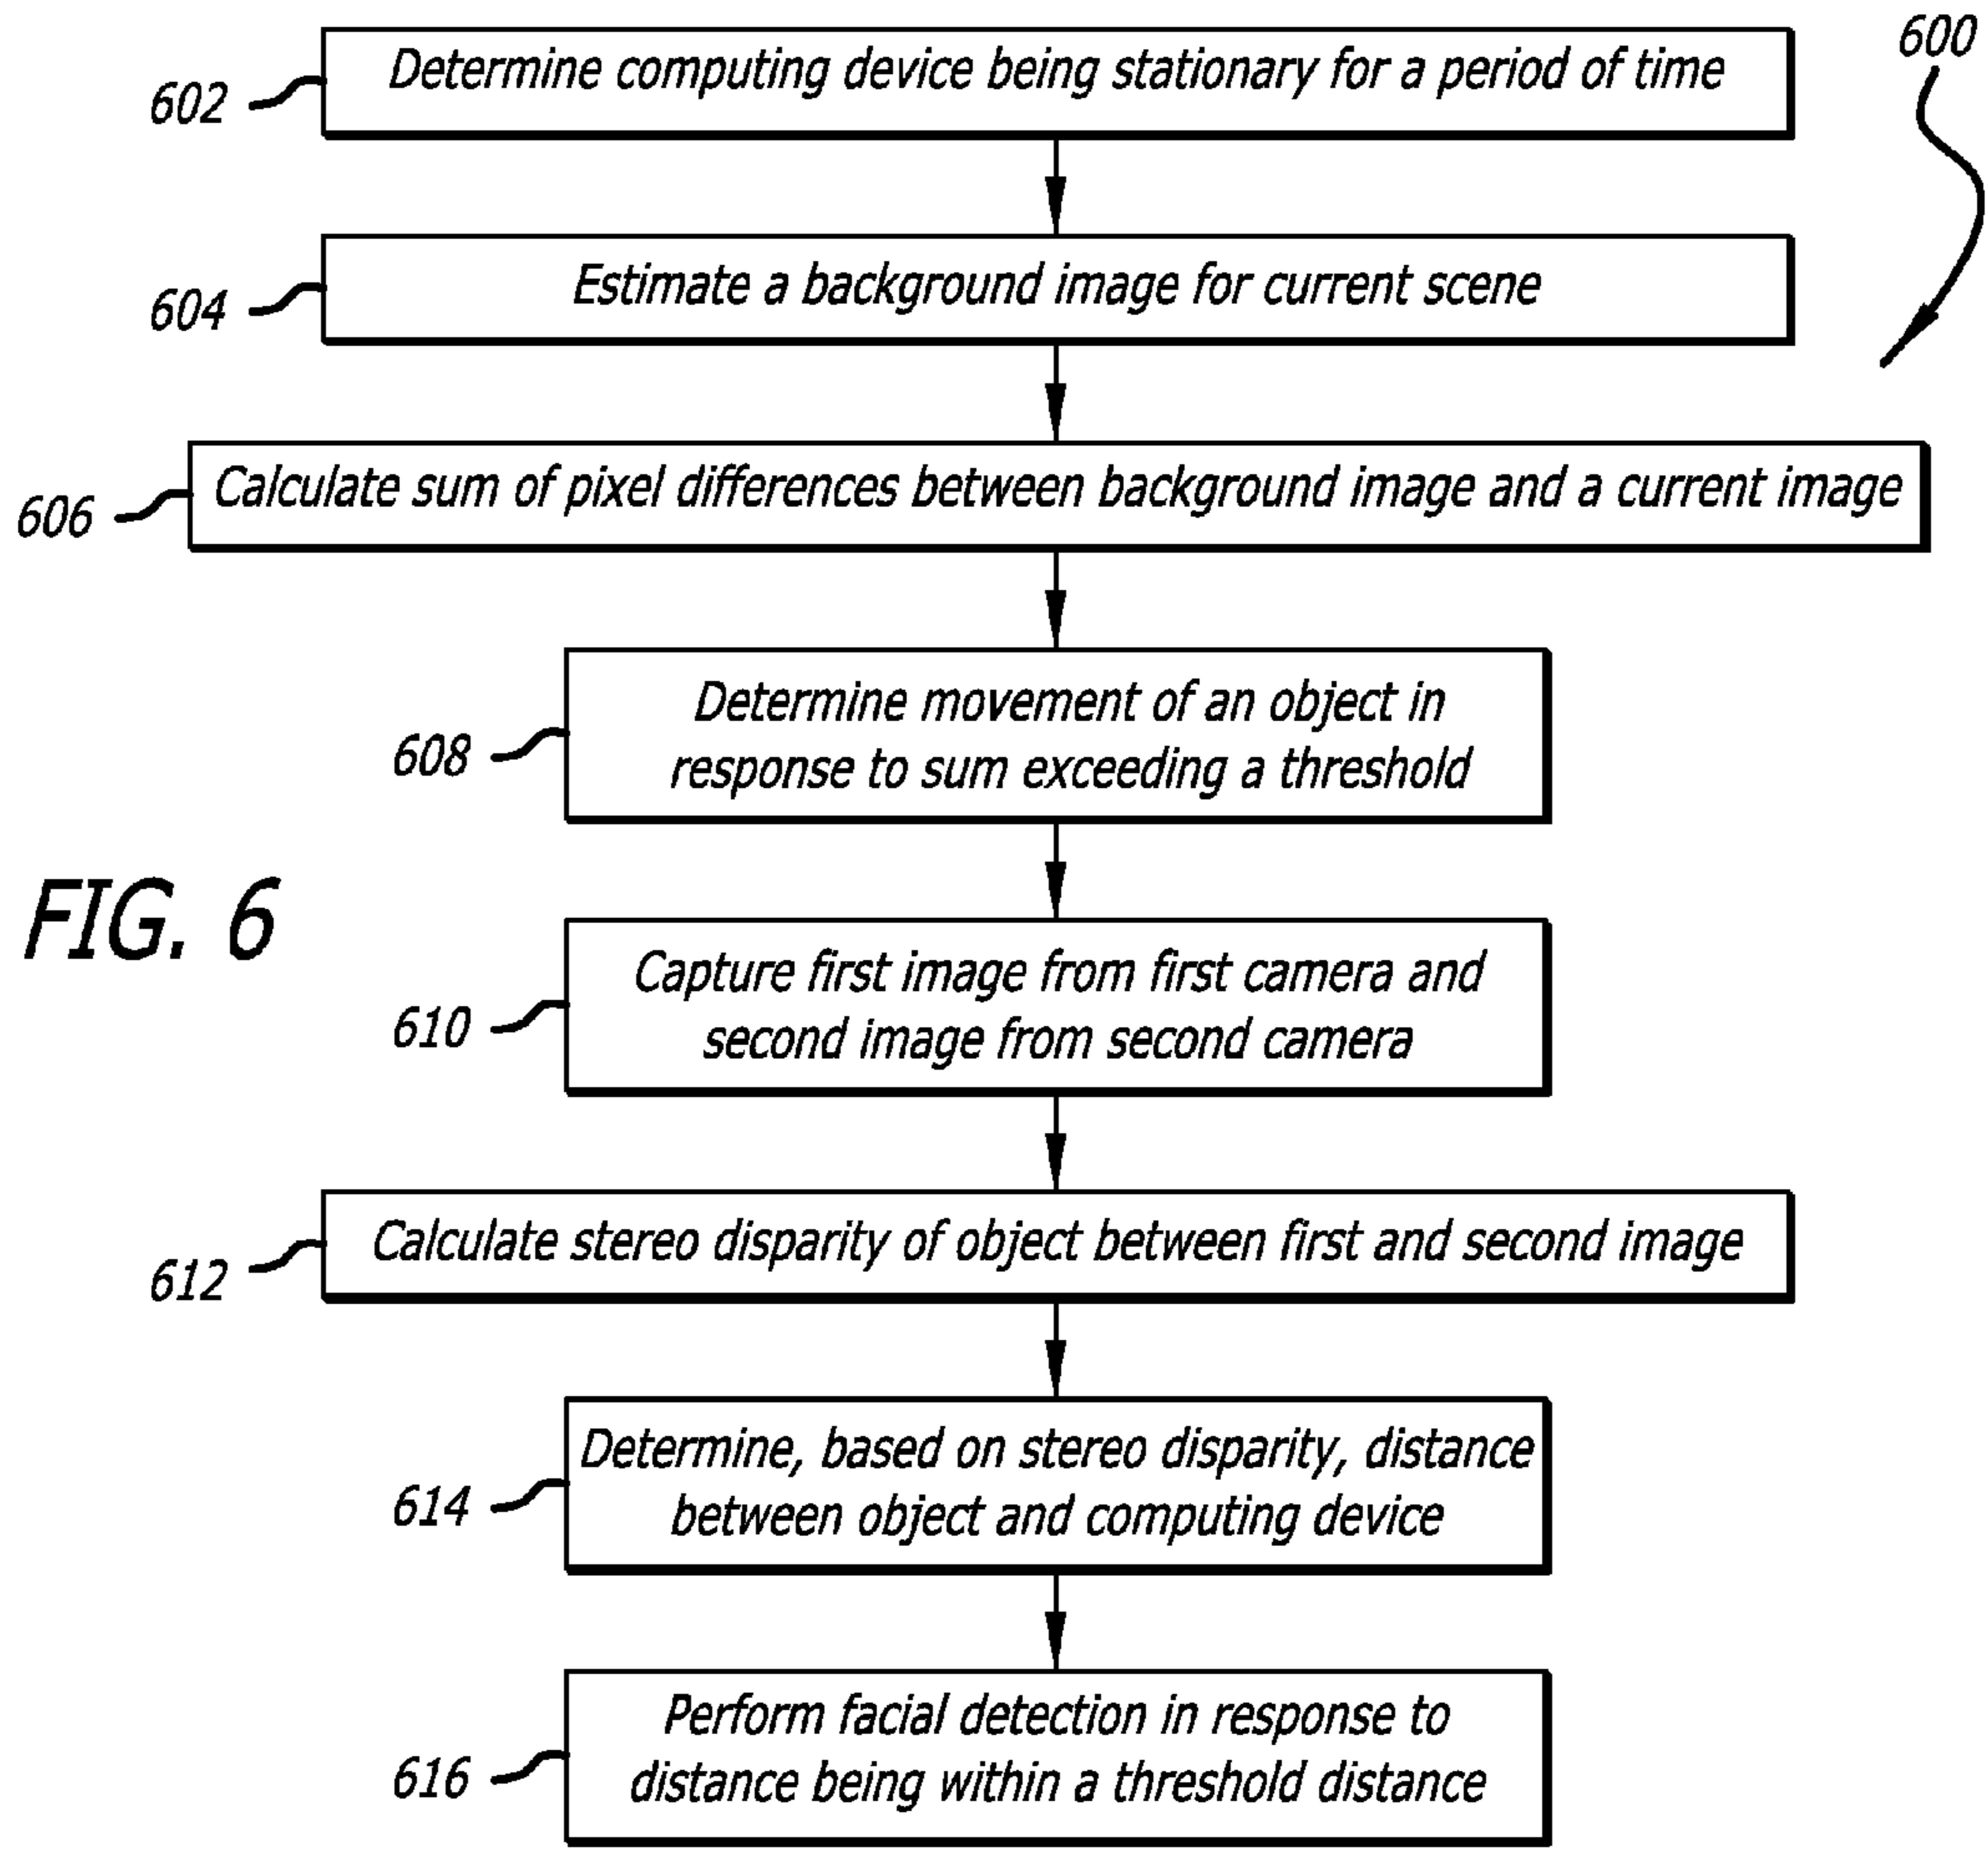 600
602
Determine computing device being stationary for a period of time
604
Estimate a background image for current scene
606
Calculate sum of pixel differences between background image and a current image
608
Determine movement of an object in
response to sum exceeding a threshold
FIG. 6
610
Capture first image from first camera and
second image from second camera
612
Calculate stereo disparity of object between first and second image
614
Determine, based on stereo disparity, distance
between object and computing device
616
Perform facial detection in response to
distance being within a threshold distance